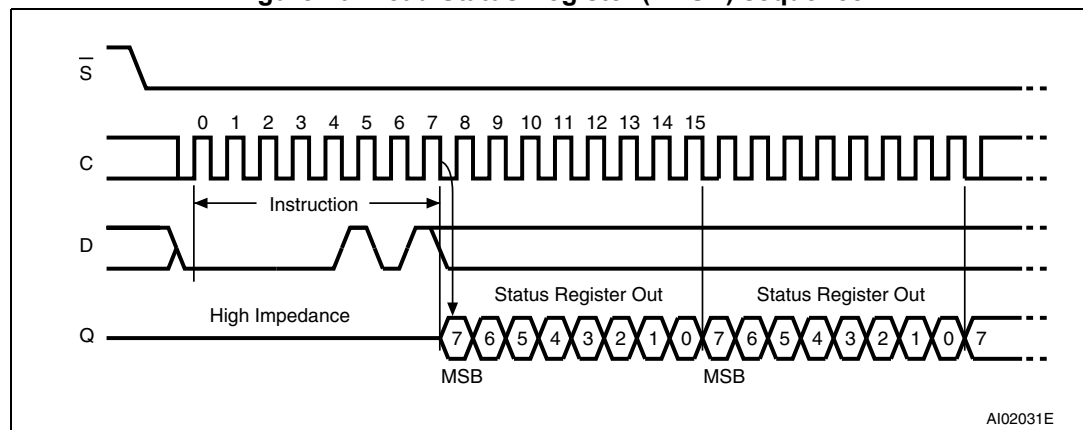 S
0 1 2 3 4 5 6 7 8 9 10 11 12 13 14 15
C
Instruction
D
High Impedance
Status Register Out
Status Register Out
Q
7 6 5 4 3 2 1 0 7 6 5 4 3 2 1 0 7
MSB
MSB
AI02031E